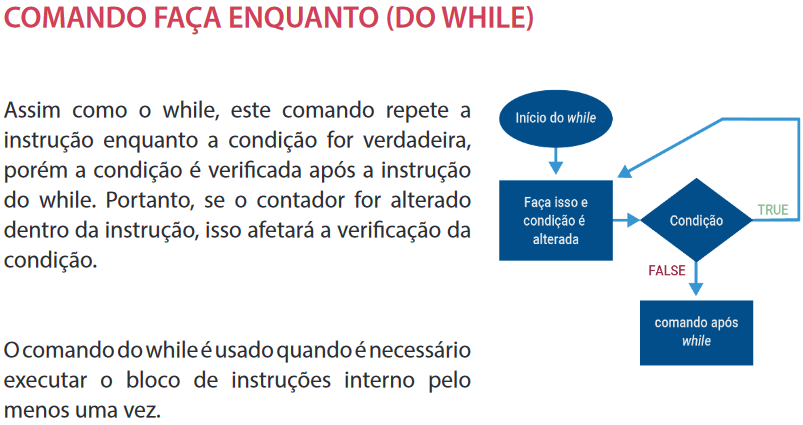 COMANDO FAÇA ENQUANTO (DO WHILE)
Assim como o while, este comando repete a
instrução enquanto a condição for verdadeira,
porém a condição é verificada após a instrução
do while. Portanto, se o contador for alterado
dentro da instrução, isso afetará a verificação da
condição.
O comando do while é usado quando é necessário
executar o bloco de instruções interno pelo
menos uma vez.
Início do while
Faça isso e
condição é
alterada
Condição
TRUE
FALSE
comando após
while